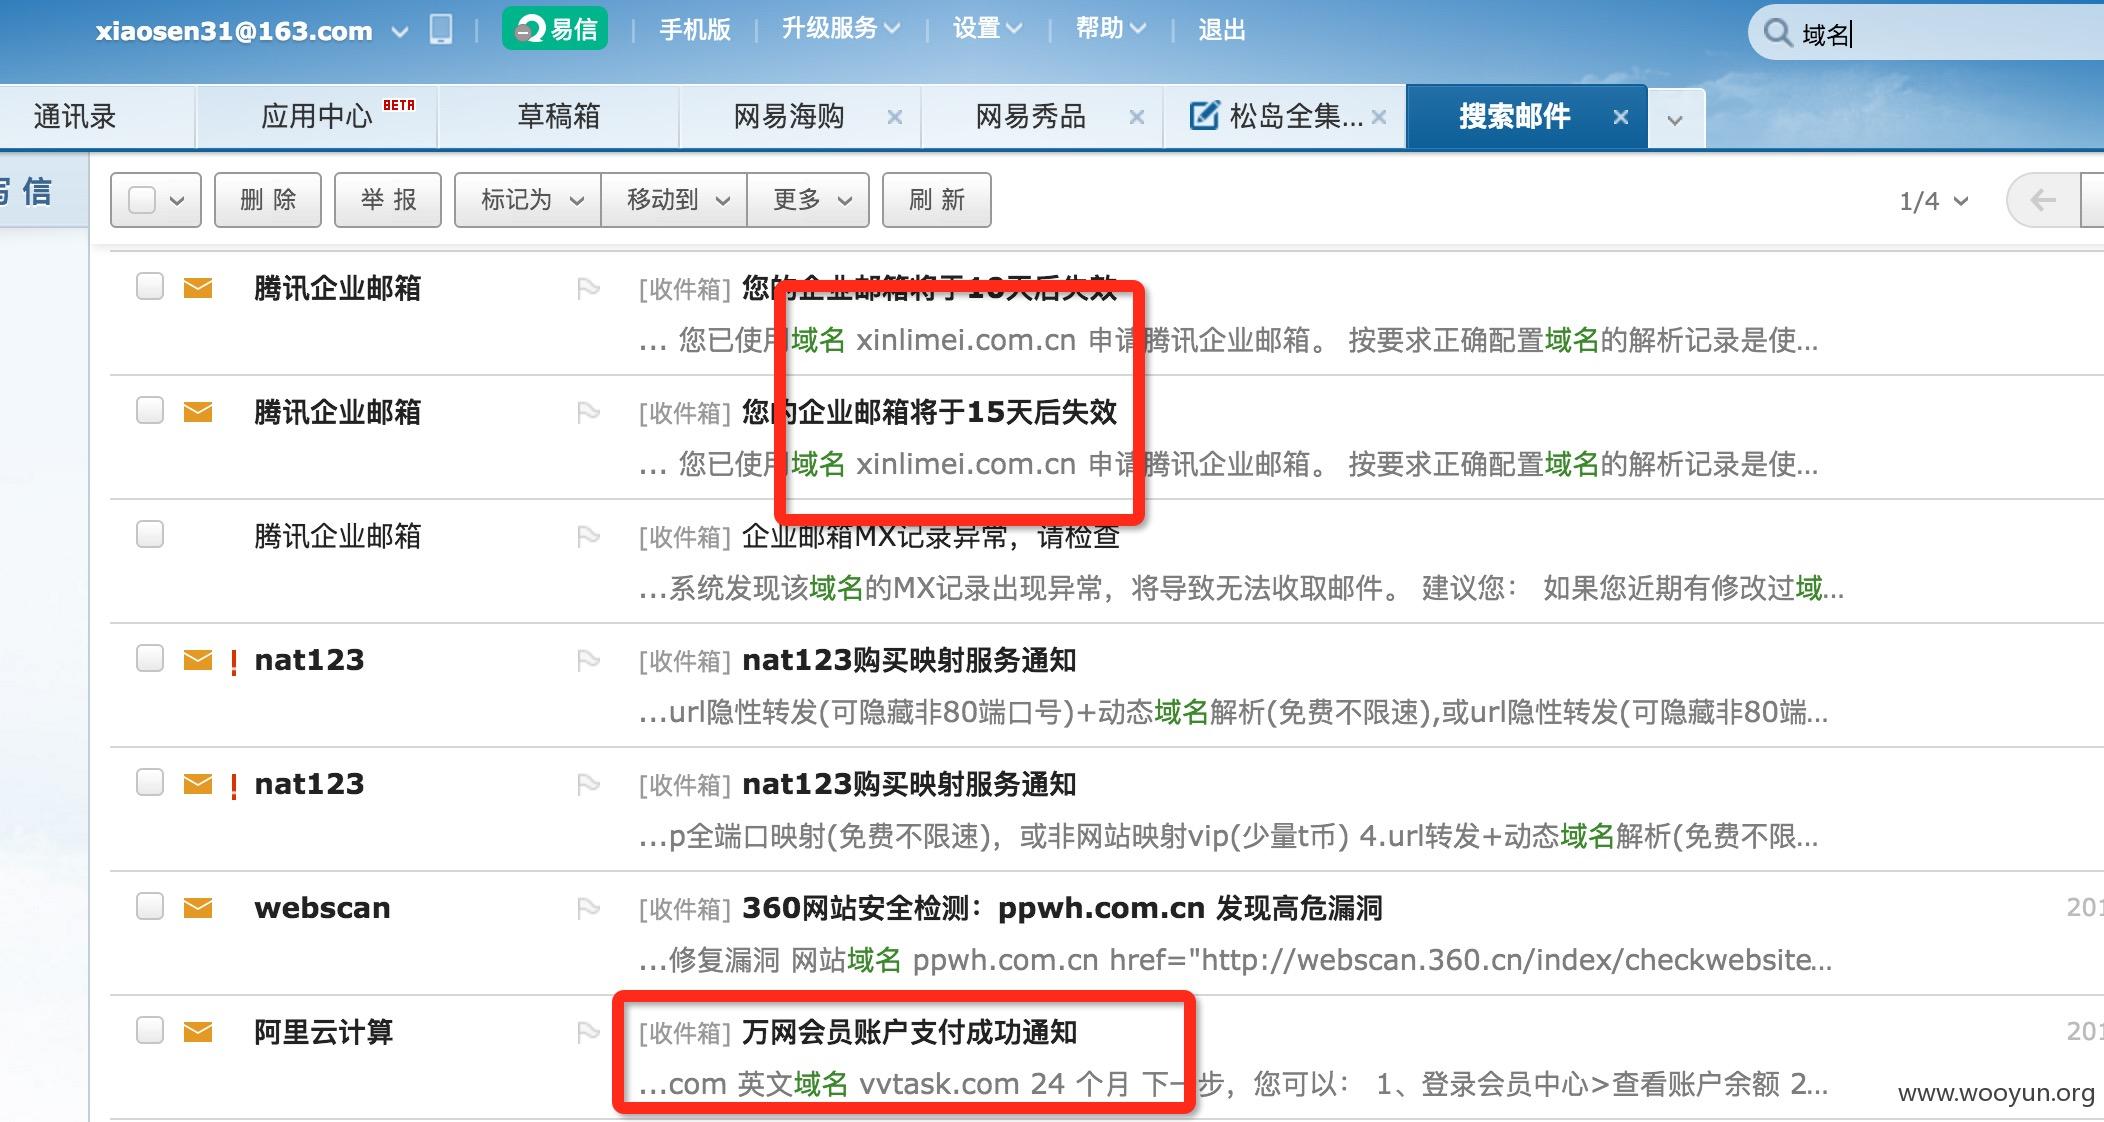 xiaosen31@163.com 易信 手机版 升级服务 设置 帮助 退出 域名
通讯录 应用中心 BETA 草稿箱 网易海购 网易秀品 松岛全集... 搜索邮件
写 信 删 除 举 报 标记为 移动到 更多 刷 新 1/4
腾讯企业邮箱 [收件箱] 您的企业邮箱将于10天后失效
... 您已使用域名 xinlimei.com.cn 申请腾讯企业邮箱。 按要求正确配置域名的解析记录是使...
腾讯企业邮箱 [收件箱] 您的企业邮箱将于15天后失效
... 您已使用域名 xinlimei.com.cn 申请腾讯企业邮箱。 按要求正确配置域名的解析记录是使...
腾讯企业邮箱 [收件箱] 企业邮箱MX记录异常，请检查
...系统发现该域名的MX记录出现异常，将导致无法收取邮件。 建议您： 如果您近期有修改过域...
! nat123 [收件箱] nat123购买映射服务通知
...url隐性转发(可隐藏非80端口号)+动态域名解析(免费不限速),或url隐性转发(可隐藏非80端...
! nat123 [收件箱] nat123购买映射服务通知
...p全端口映射(免费不限速)，或非网站映射vip(少量t币) 4.url转发+动态域名解析(免费不限...
webscan [收件箱] 360网站安全检测：ppwh.com.cn 发现高危漏洞 201
...修复漏洞 网站域名 ppwh.com.cn href="http://webscan.360.cn/index/checkwebsite...
阿里云计算 [收件箱] 万网会员账户支付成功通知 201
...com 英文域名 vvtask.com 24 个月 下一步，您可以： 1、登录会员中心>查看账户余额 2...
www.wooyun.org